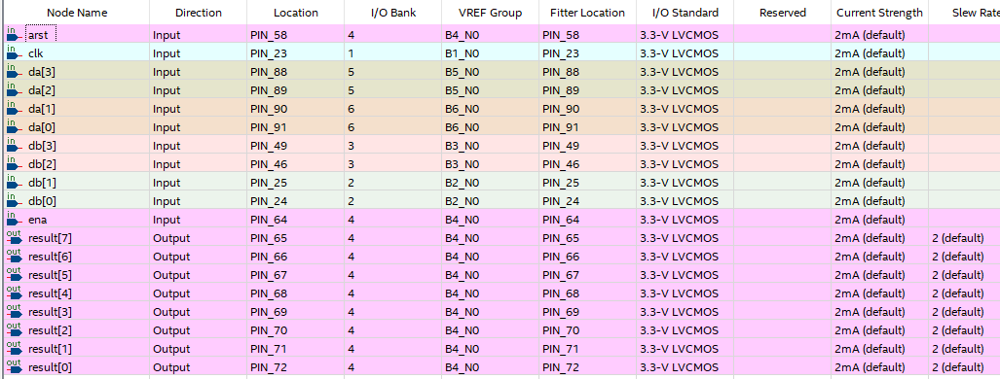 Node Name Direction Location I/O Bank VREF Group Fitter Location I/O Standard Reserved Current Strength Slew Rate
in arst Input PIN_58 4 B4_N0 PIN_58 3.3-V LVCMOS 2mA (default)
in clk Input PIN_23 1 B1_N0 PIN_23 3.3-V LVCMOS 2mA (default)
in da[3] Input PIN_88 5 B5_N0 PIN_88 3.3-V LVCMOS 2mA (default)
in da[2] Input PIN_89 5 B5_N0 PIN_89 3.3-V LVCMOS 2mA (default)
in da[1] Input PIN_90 6 B6_N0 PIN_90 3.3-V LVCMOS 2mA (default)
in da[0] Input PIN_91 6 B6_N0 PIN_91 3.3-V LVCMOS 2mA (default)
in db[3] Input PIN_49 3 B3_N0 PIN_49 3.3-V LVCMOS 2mA (default)
in db[2] Input PIN_46 3 B3_N0 PIN_46 3.3-V LVCMOS 2mA (default)
in db[1] Input PIN_25 2 B2_N0 PIN_25 3.3-V LVCMOS 2mA (default)
in db[0] Input PIN_24 2 B2_N0 PIN_24 3.3-V LVCMOS 2mA (default)
in ena Input PIN_64 4 B4_N0 PIN_64 3.3-V LVCMOS 2mA (default)
out result[7] Output PIN_65 4 B4_N0 PIN_65 3.3-V LVCMOS 2mA (default) 2 (default)
out result[6] Output PIN_66 4 B4_N0 PIN_66 3.3-V LVCMOS 2mA (default) 2 (default)
out result[5] Output PIN_67 4 B4_N0 PIN_67 3.3-V LVCMOS 2mA (default) 2 (default)
out result[4] Output PIN_68 4 B4_N0 PIN_68 3.3-V LVCMOS 2mA (default) 2 (default)
out result[3] Output PIN_69 4 B4_N0 PIN_69 3.3-V LVCMOS 2mA (default) 2 (default)
out result[2] Output PIN_70 4 B4_N0 PIN_70 3.3-V LVCMOS 2mA (default) 2 (default)
out result[1] Output PIN_71 4 B4_N0 PIN_71 3.3-V LVCMOS 2mA (default) 2 (default)
out result[0] Output PIN_72 4 B4_N0 PIN_72 3.3-V LVCMOS 2mA (default) 2 (default)